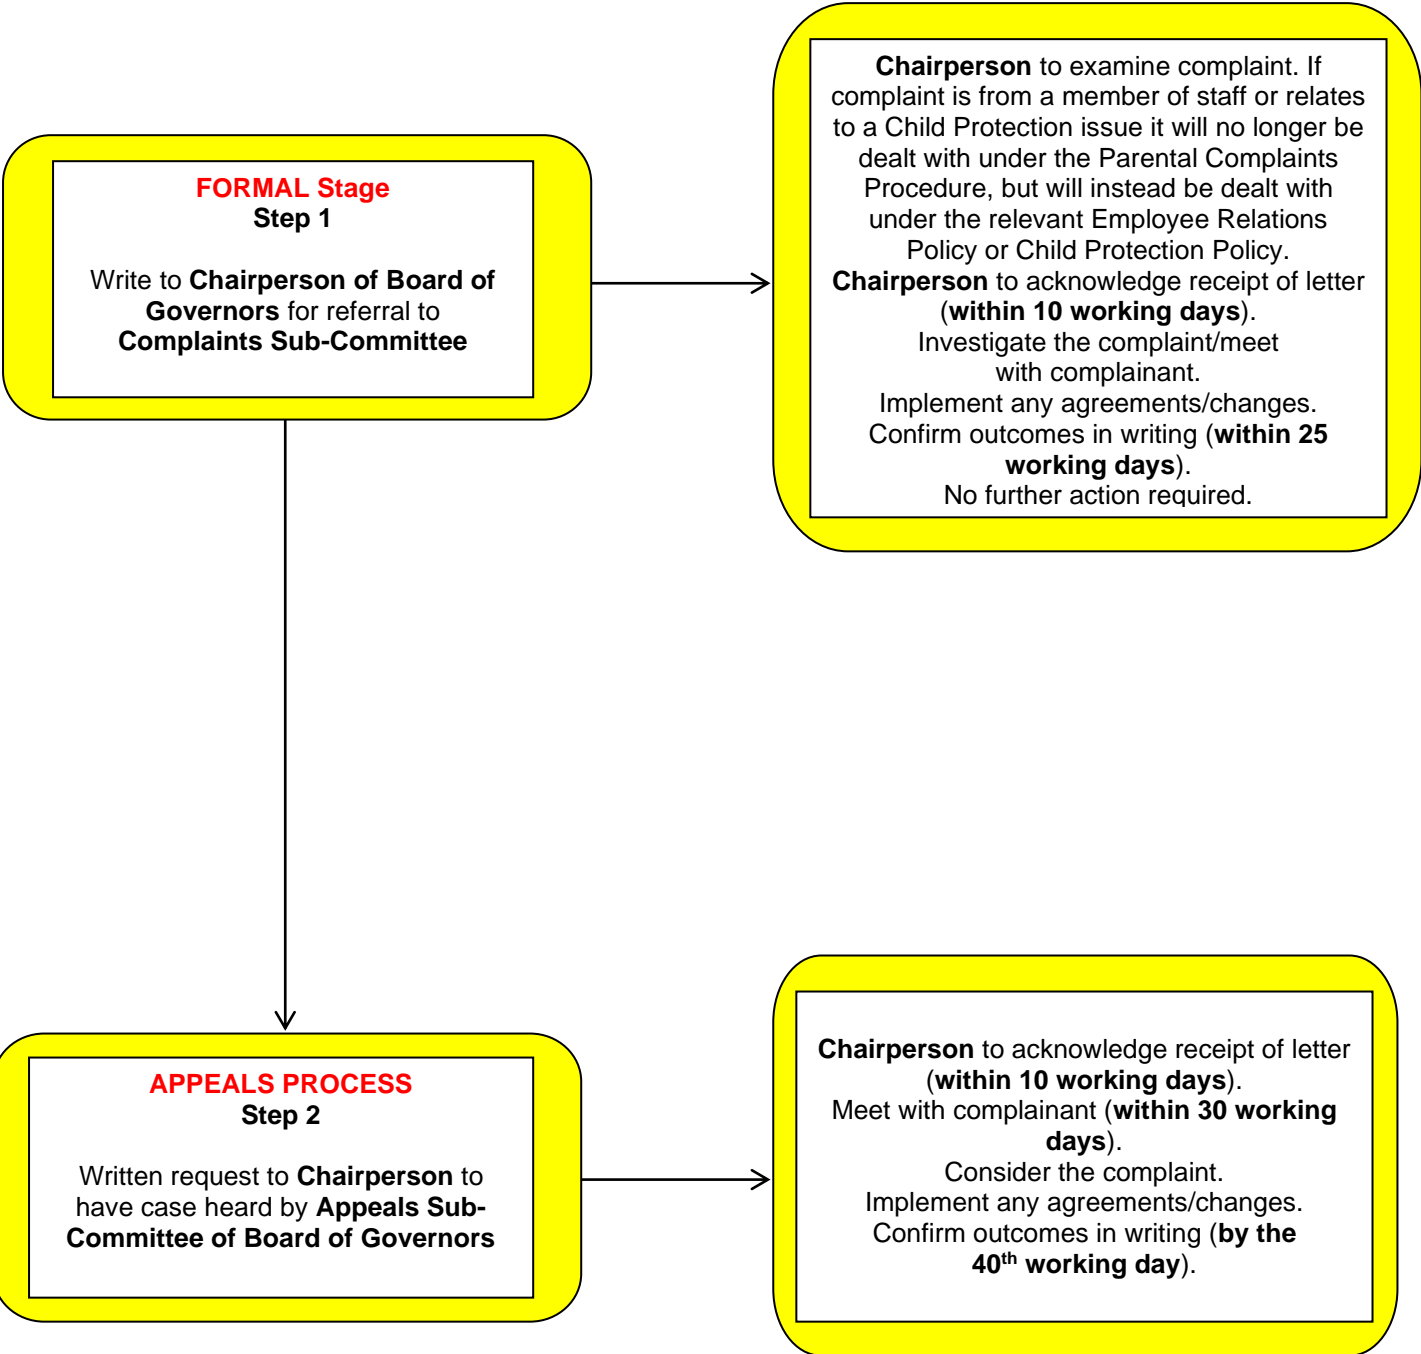 FORMAL Stage
Step 1
Write to Chairperson of Board of
Governors for referral to
Complaints Sub-Committee
Chairperson to examine complaint. If
complaint is from a member of staff or relates
to a Child Protection issue it will no longer be
dealt with under the Parental Complaints
Procedure, but will instead be dealt with
under the relevant Employee Relations
Policy or Child Protection Policy.
Chairperson to acknowledge receipt of letter
(within 10 working days).
Investigate the complaint/meet
with complainant.
Implement any agreements/changes.
Confirm outcomes in writing (within 25
working days).
No further action required.
APPEALS PROCESS
Step 2
Written request to Chairperson to
have case heard by Appeals Sub-
Committee of Board of Governors
Chairperson to acknowledge receipt of letter
(within 10 working days).
Meet with complainant (within 30 working
days).
Consider the complaint.
Implement any agreements/changes.
Confirm outcomes in writing (by the
40th working day).